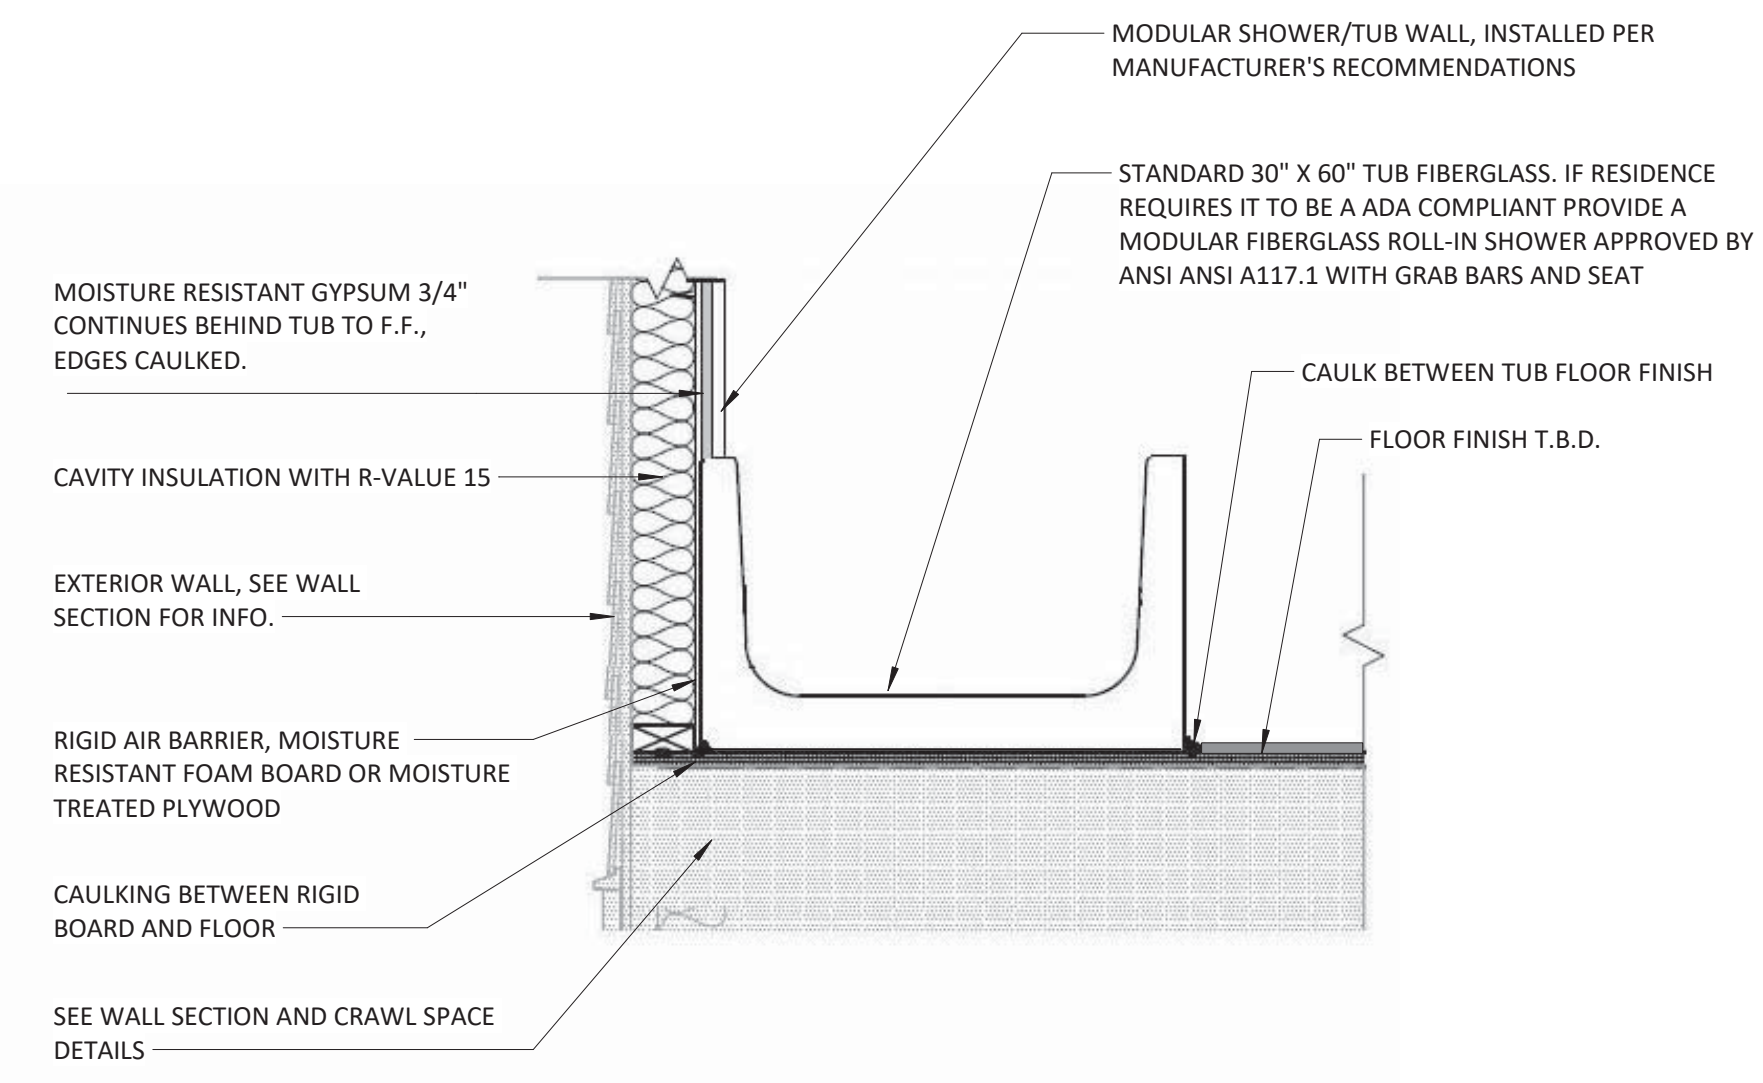 MODULAR SHOWER/TUB WALL, INSTALLED PER
MANUFACTURER'S RECOMMENDATIONS
STANDARD 30" X 60" TUB FIBERGLASS. IF RESIDENCE
REQUIRES IT TO BE A ADA COMPLIANT PROVIDE A
MODULAR FIBERGLASS ROLL-IN SHOWER APPROVED BY
ANSI ANSI A117.1 WITH GRAB BARS AND SEAT
MOISTURE RESISTANT GYPSUM 3/4"
CONTINUES BEHIND TUB TO F.F.,
EDGES CAULKED.
CAULK BETWEEN TUB FLOOR FINISH
FLOOR FINISH T.B.D.
CAVITY INSULATION WITH R-VALUE 15
EXTERIOR WALL, SEE WALL
SECTION FOR INFO.
RIGID AIR BARRIER, MOISTURE
RESISTANT FOAM BOARD OR MOISTURE
TREATED PLYWOOD
CAULKING BETWEEN RIGID
BOARD AND FLOOR
SEE WALL SECTION AND CRAWL SPACE
DETAILS